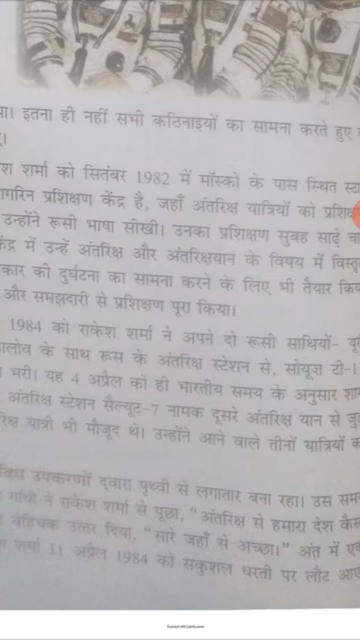 या। इतना ही नहीं सभी कठिनाइयों का सामना करते हुए
शर्मा को सितंबर 1982 में मॉस्को के पास स्थित
गागरिन प्रशिक्षण केंद्र है, जहाँ अंतरिक्ष यात्रियों को
उन्होंने रूसी भाषा सीखी। उनका प्रशिक्षण सुबह साढ़े
में उन्हें अंतरिक्ष और अंतरिक्षयान के विषय में
की दुर्घटना का सामना करने के लिए भी तैयार
और समझदारी से प्रशिक्षण पूरा किया।
1984 को राकेश शर्मा ने अपने दो रूसी साथियों-
के साथ रूस के अंतरिक्ष स्टेशन से, सोयूज टी-1
भरी। यह 4 अप्रैल को ही भारतीय समय के अनुसार
अंतरिक्ष स्टेशन सैल्यूट-7 नामक दूसरे अंतरिक्ष यान से
यात्री भी मौजूद थे। उन्होंने आने वाले तीनों यात्रियों
उपकरणों द्वारा पृथ्वी से लगातार बना रहा। उस
गाँधी ने राकेश शर्मा से पूछा, "अंतरिक्ष से हमारा देश
उत्तर दिया, "सारे जहाँ से अच्छा।" अंत में
शर्मा 11 अप्रैल 1984 को सकुशल धरती पर लौट